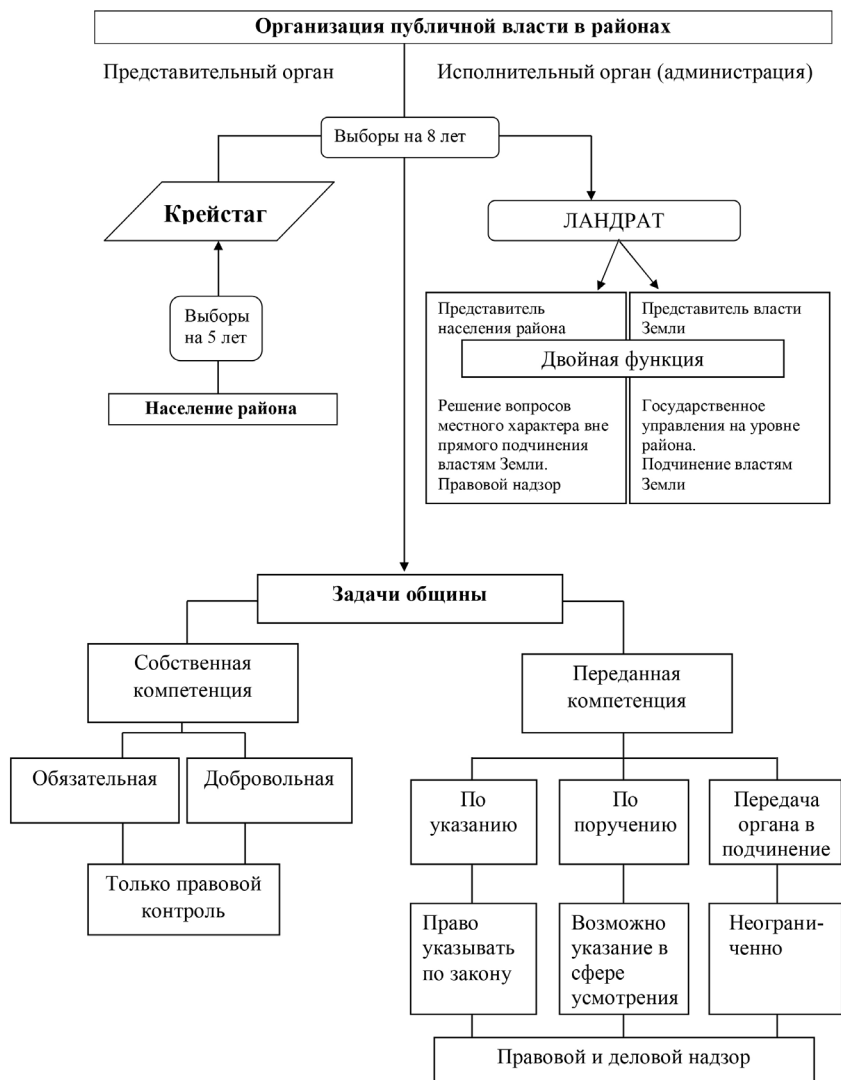 Организация публичной власти в районах
Представительный орган
Исполнительный орган (администрация)
Выборы на 8 лет
Крейстаг
ЛАНДРАТ
Выборы
на 5 лет
Население района
Представитель
населения района
Представитель власти
Земли
Двойная функция
Решение вопросов
местного характера вне
прямого подчинения
властям Земли.
Правовой надзор
Государственное
управления на уровне
района.
Подчинение властям
Земли
Задачи общины
Собственная
компетенция
Переданная
компетенция
Обязательная
Добровольная
По
указанию
По
поручению
Передача
органа в
подчинение
Только правовой
контроль
Право
указывать
по закону
Возможно
указание в
сфере
усмотрения
Неограни-
ченно
Правовой и деловой надзор